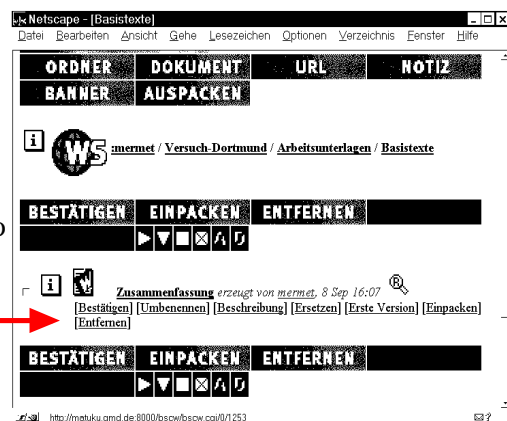 Netscape - [Basistexte]
Datei Bearbeiten Ansicht Gehe Lesezeichen Optionen Verzeichnis Fenster Hilfe
ORDNER DOKUMENT URL NOTIZ
BANNER AUSPACKEN
i WS :mermet / Versuch-Dortmund / Arbeitsunterlagen / Basistexte
BESTÄTIGEN EINPACKEN ENTFERNEN
i Zusammenfassung erzeugt von mermet, 8 Sep 16:07 R
[Bestätigen] [Umbenennen] [Beschreibung] [Ersetzen] [Erste Version] [Einpacken]
[Entfernen]
BESTÄTIGEN EINPACKEN ENTFERNEN
http://matuku.gmd.de:8000/bscw/bscw.cgi/0/1253